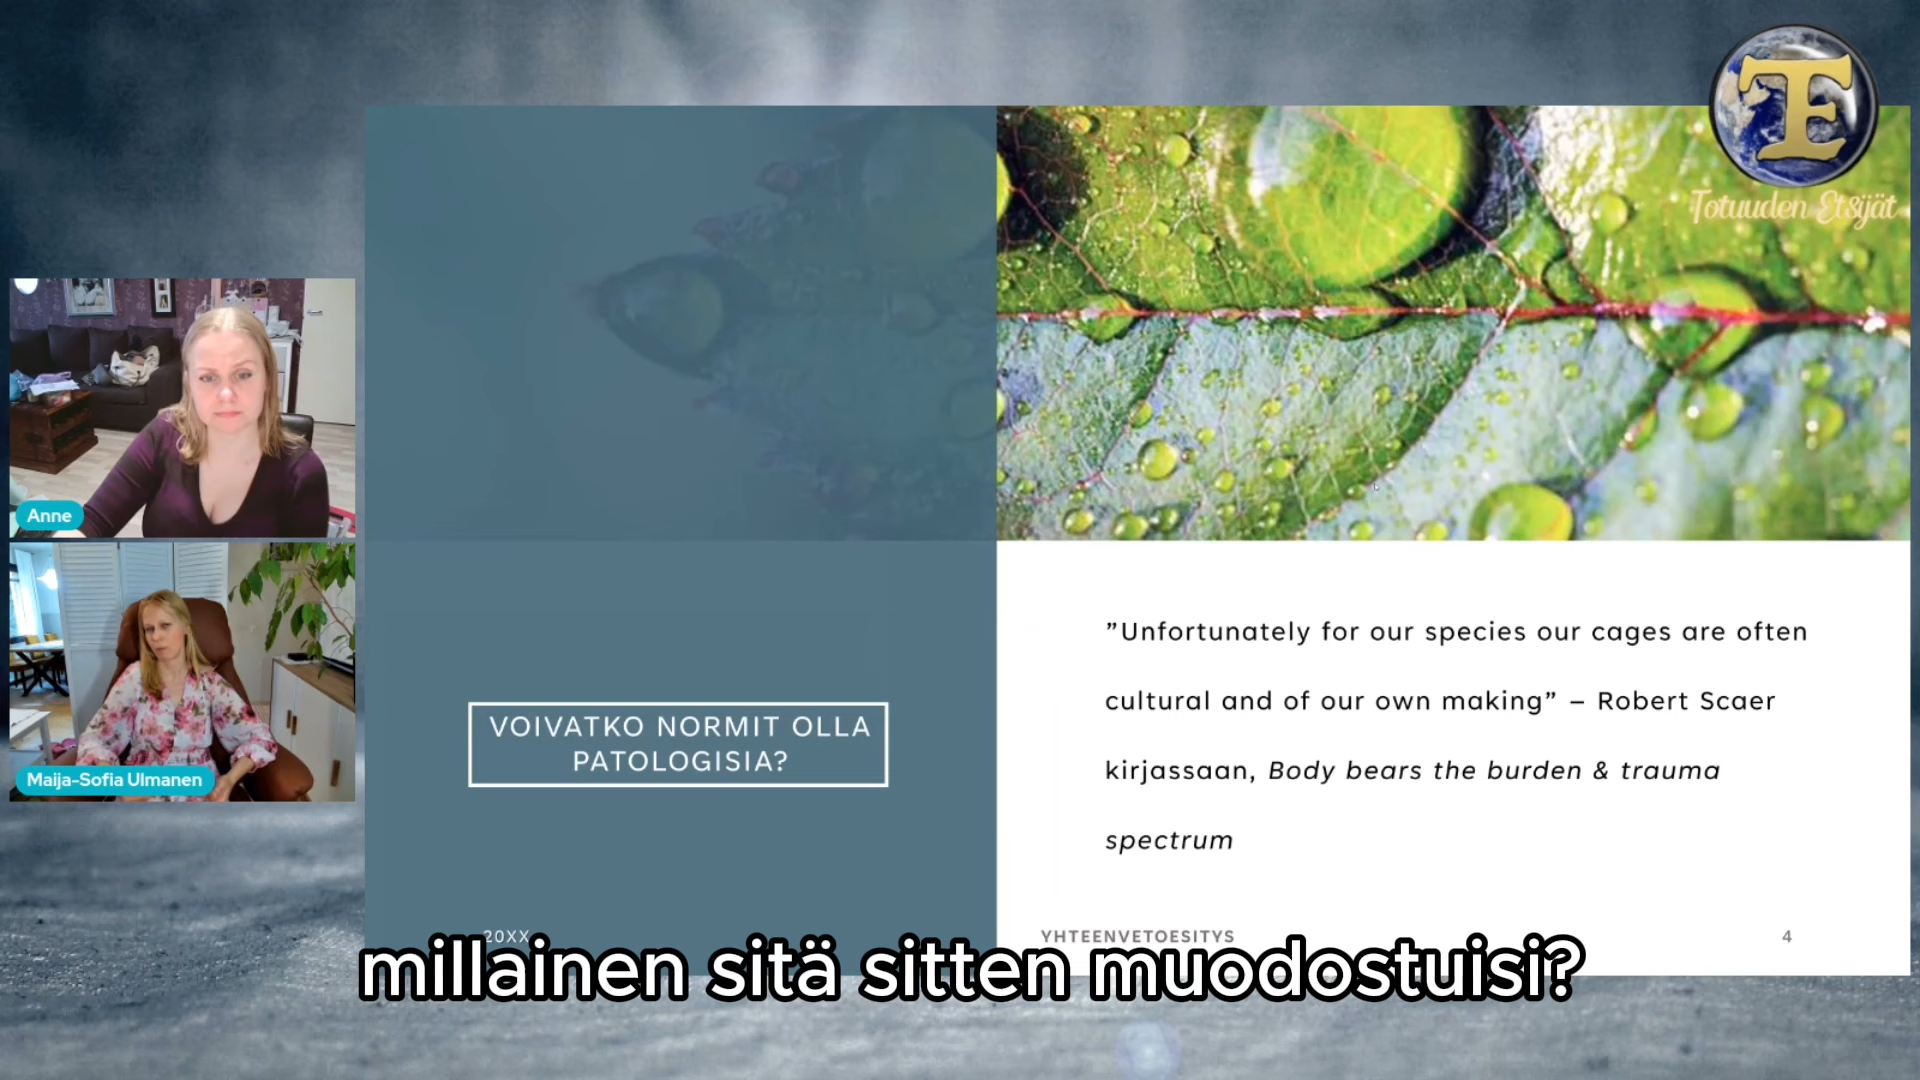 TE
Totuuden Etsijät
Anne
Maija-Sofia Ulmanen
VOIVATKO NORMIT OLLA
PATOLOGISIA?
”Unfortunately for our species our cages are often
cultural and of our own making” – Robert Scaer
kirjassaan, Body bears the burden & trauma
spectrum
20XX
YHTEENVETOESITYS
4
millainen sitä sitten muodostuisi?